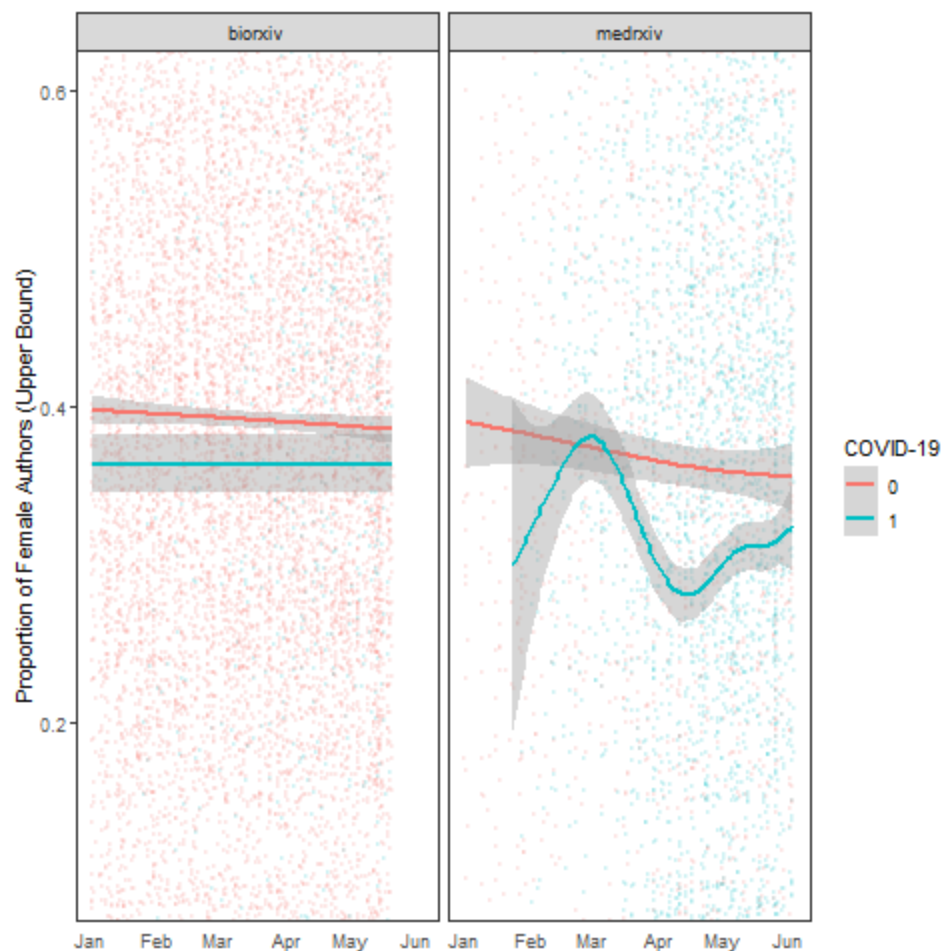 biorxiv
medrxiv
Proportion of Female Authors (Upper Bound)
0.6
0.4
0.2
Jan Feb Mar Apr May Jun
Jan Feb Mar Apr May Jun
COVID-19
0
1